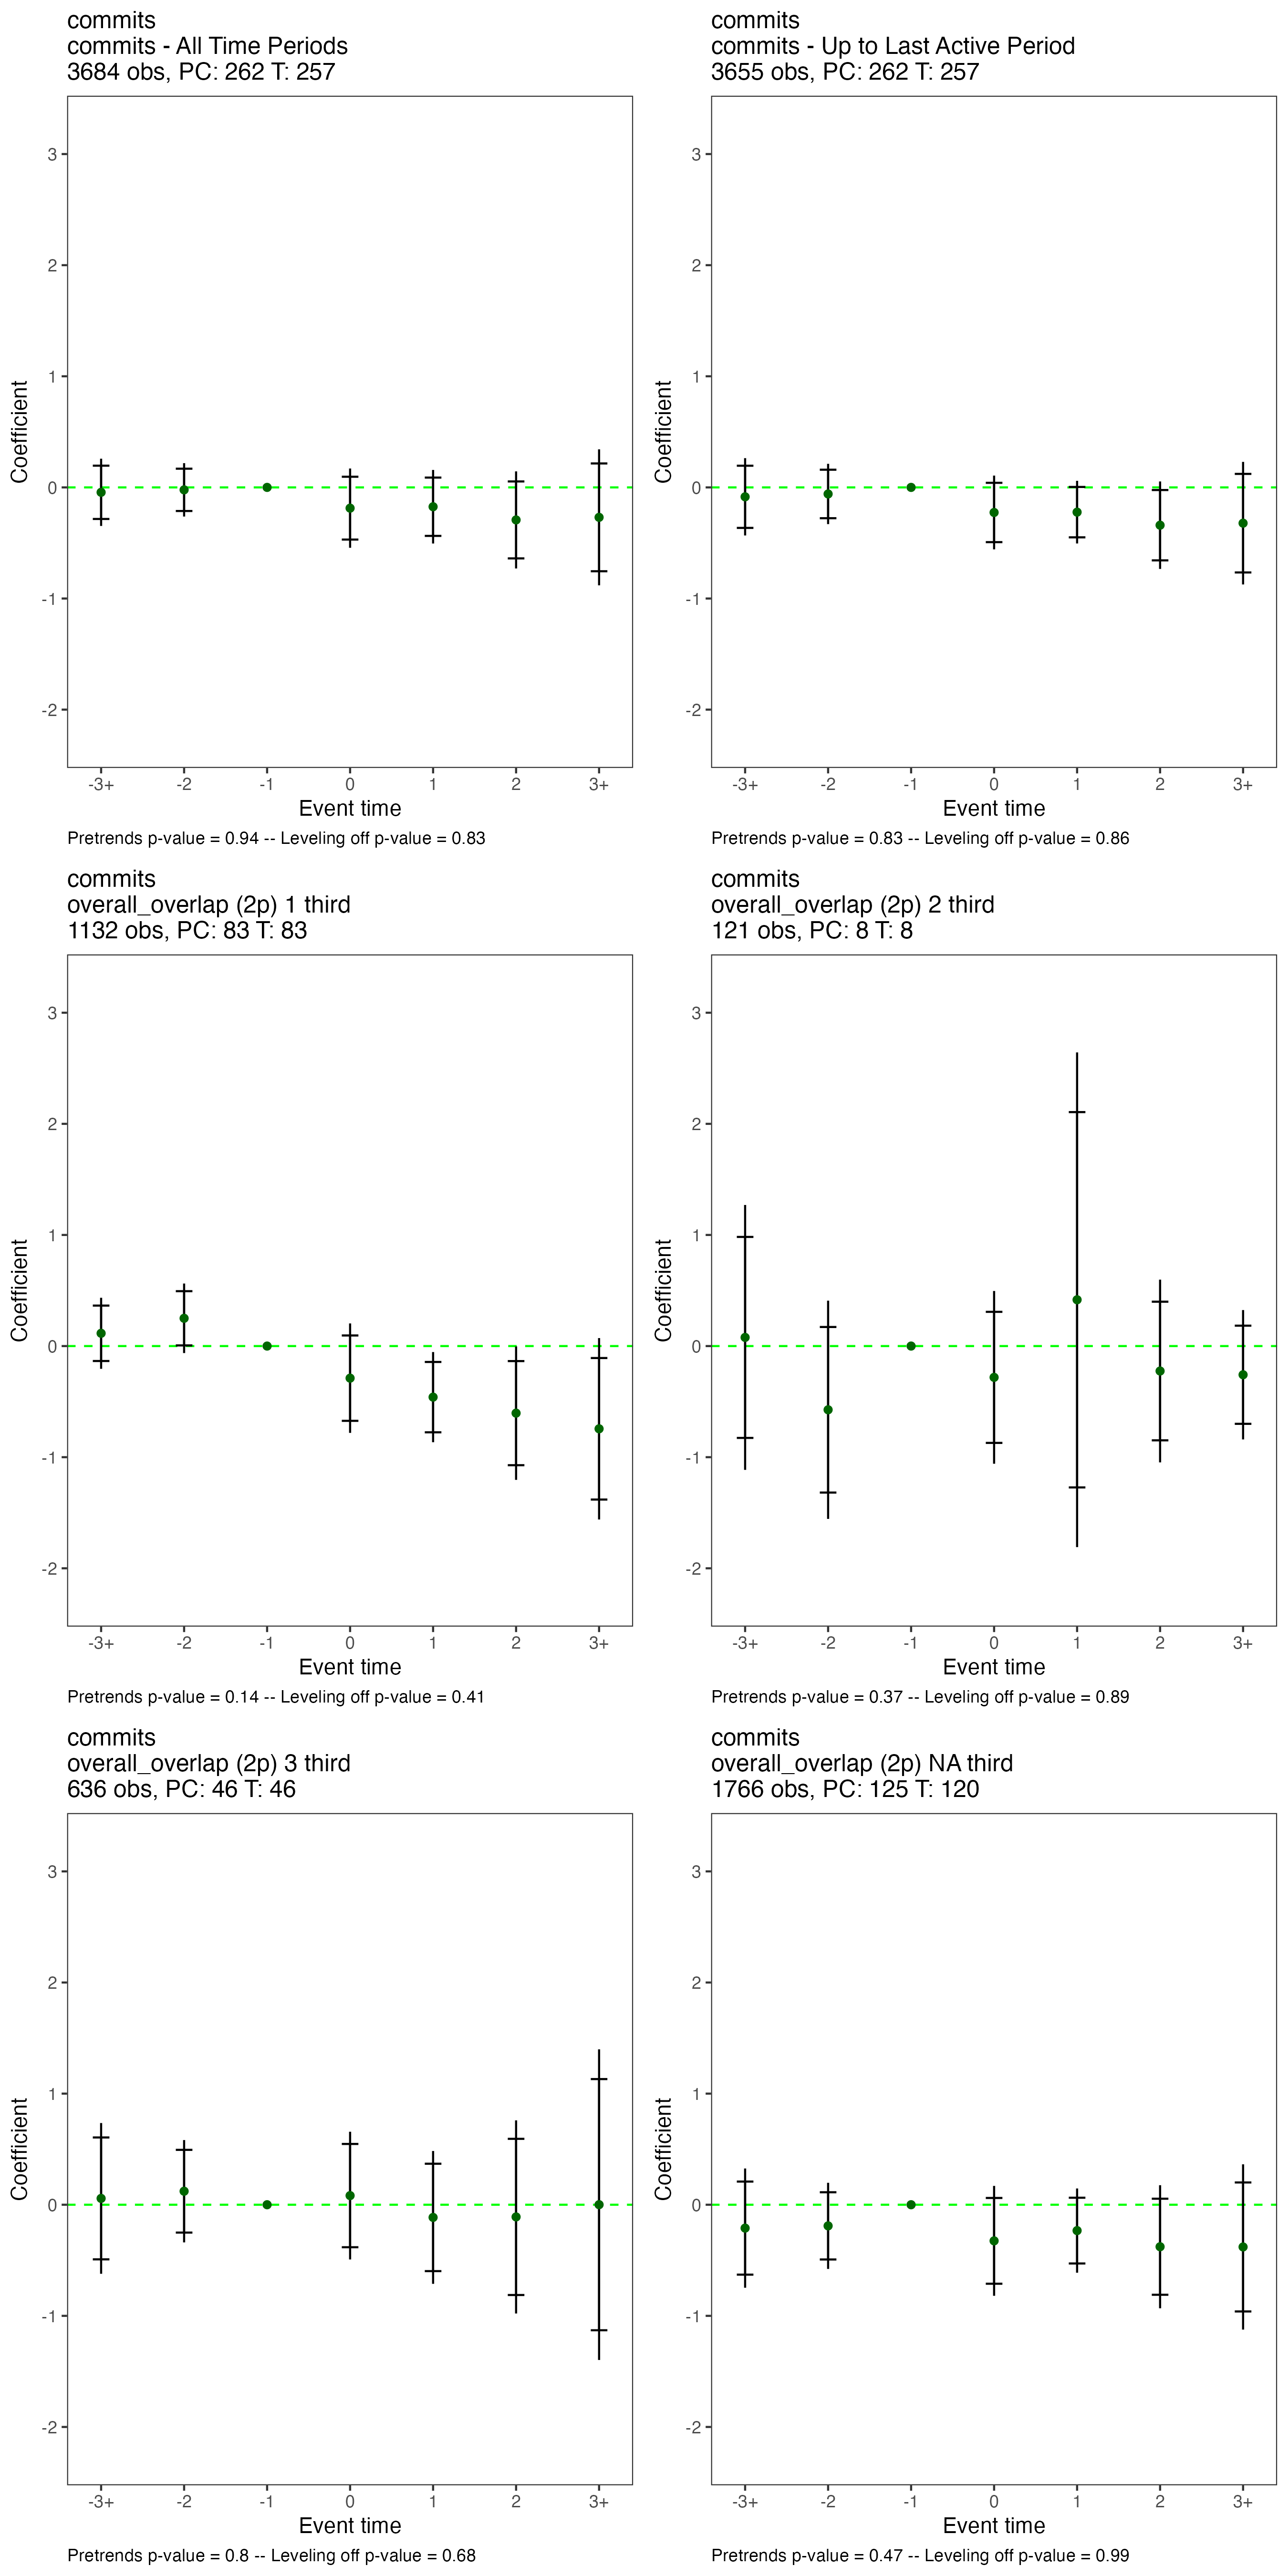 commits
commits - All Time Periods
3684 obs, PC: 262 T: 257
3
2
1
0
-1
-2
Coefficient
-3+ -2 -1 0 1 2 3+
Event time
Pretrends p-value = 0.94 -- Leveling off p-value = 0.83
commits
commits - Up to Last Active Period
3655 obs, PC: 262 T: 257
3
2
1
0
-1
-2
Coefficient
-3+ -2 -1 0 1 2 3+
Event time
Pretrends p-value = 0.83 -- Leveling off p-value = 0.86
commits
overall_overlap (2p) 1 third
1132 obs, PC: 83 T: 83
3
2
1
0
-1
-2
Coefficient
-3+ -2 -1 0 1 2 3+
Event time
Pretrends p-value = 0.14 -- Leveling off p-value = 0.41
commits
overall_overlap (2p) 2 third
121 obs, PC: 8 T: 8
3
2
1
0
-1
-2
Coefficient
-3+ -2 -1 0 1 2 3+
Event time
Pretrends p-value = 0.37 -- Leveling off p-value = 0.89
commits
overall_overlap (2p) 3 third
636 obs, PC: 46 T: 46
3
2
1
0
-1
-2
Coefficient
-3+ -2 -1 0 1 2 3+
Event time
Pretrends p-value = 0.8 -- Leveling off p-value = 0.68
commits
overall_overlap (2p) NA third
1766 obs, PC: 125 T: 120
3
2
1
0
-1
-2
Coefficient
-3+ -2 -1 0 1 2 3+
Event time
Pretrends p-value = 0.47 -- Leveling off p-value = 0.99